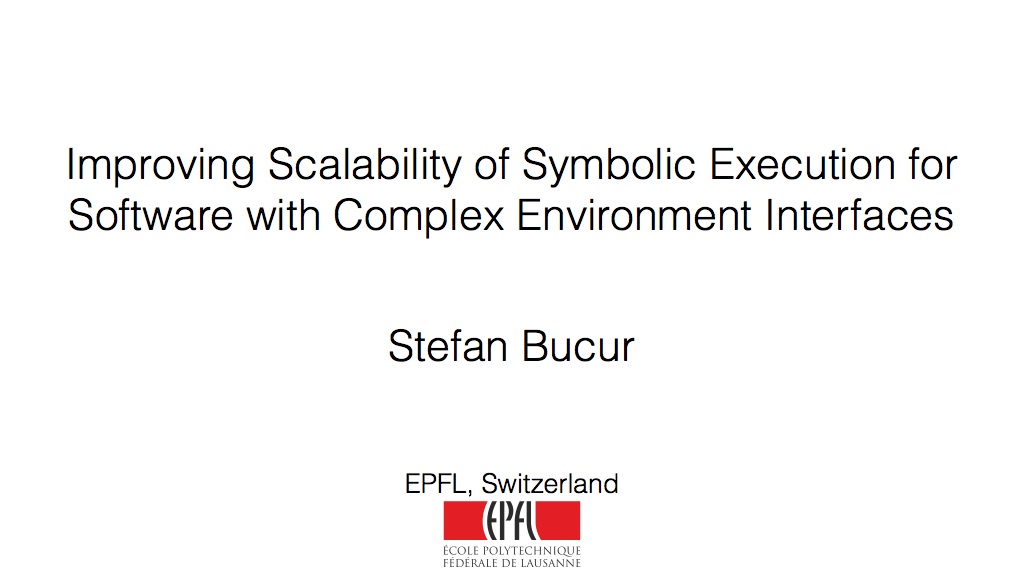 Improving Scalability of Symbolic Execution for
Software with Complex Environment Interfaces
Stefan Bucur
EPFL, Switzerland
EPFL
ÉCOLE POLYTECHNIQUE
FÉDÉRALE DE LAUSANNE